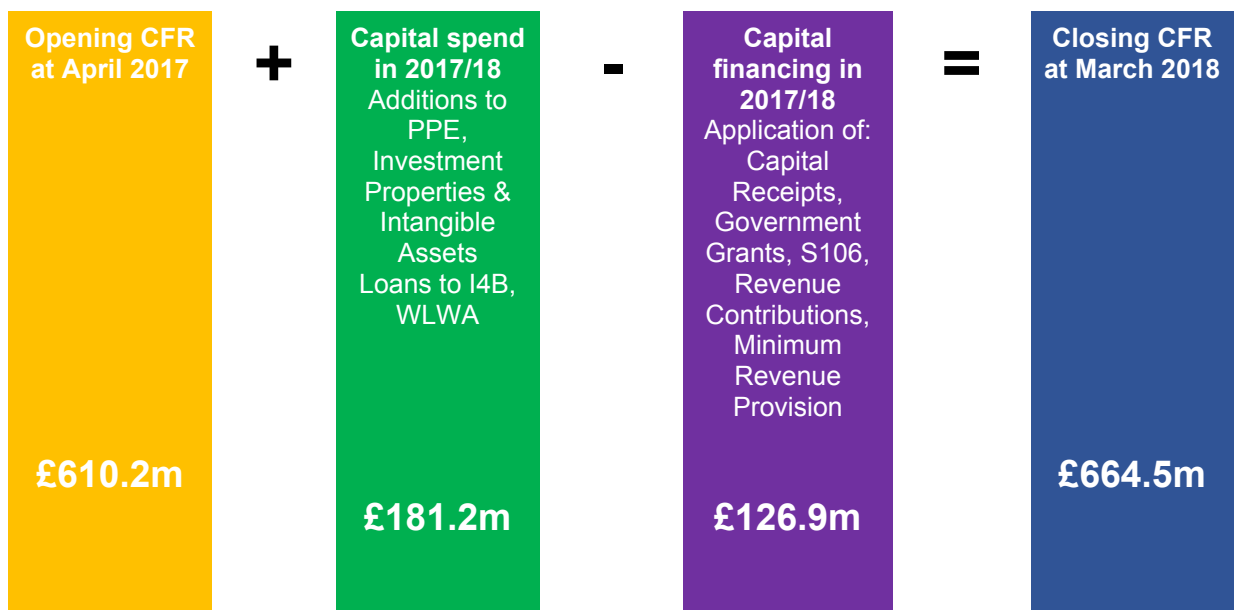 Opening CFR
at April 2017
£610.2m
+
Capital spend
in 2017/18
Additions to
PPE,
Investment
Properties &
Intangible
Assets
Loans to I4B,
WLWA
£181.2m
-
Capital
financing in
2017/18
Application of:
Capital
Receipts,
Government
Grants, S106,
Revenue
Contributions,
Minimum
Revenue
Provision
£126.9m
=
Closing CFR
at March 2018
£664.5m